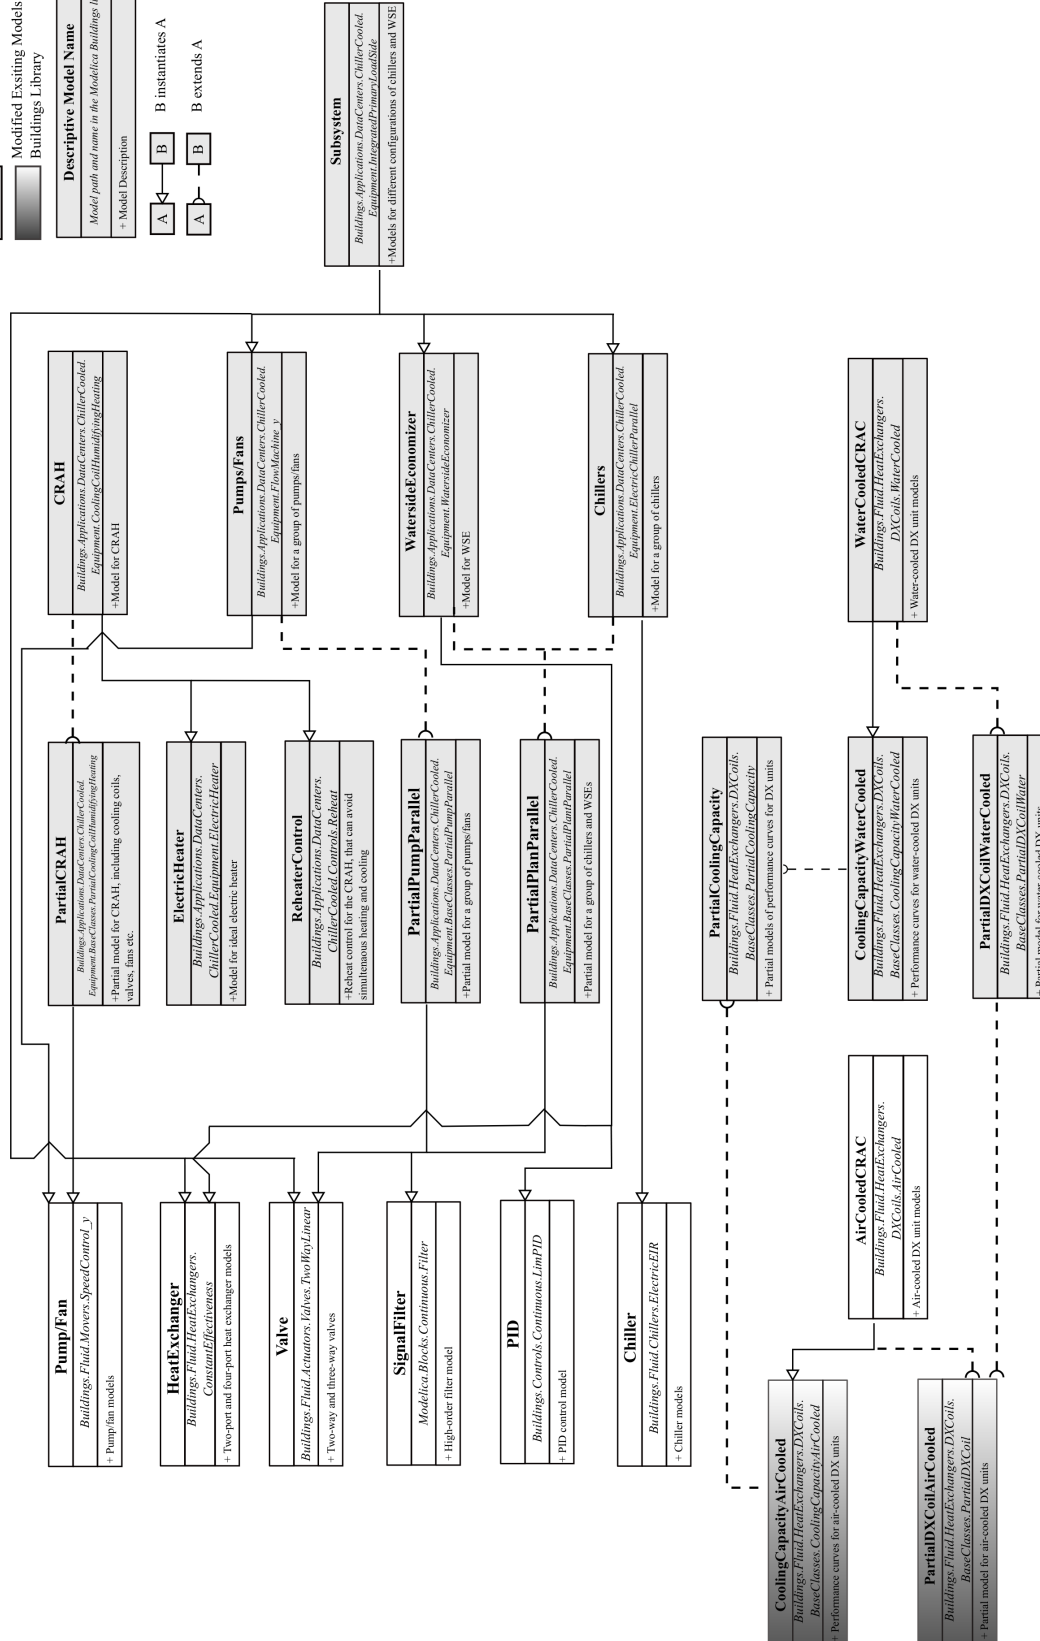 Modified Exsiting Models
Buildings Library
Descriptive Model Name
Model path and name in the Modelica Buildings
+ Model Description
A
B
B instantiates A
A
B
B extends A
Subsystem
Buildings.Applications.DataCenters.ChillerCooled.
Equipment.IntegratedPrimaryLoadSide
+Models for different configurations of chillers and WSE
CRAH
Buildings.Applications.DataCenters.ChillerCooled.
Equipment.CoolingCoilHumidifyingHeating
+Model for CRAH
Pumps/Fans
Buildings.Applications.DataCenters.ChillerCooled.
Equipment.FlowMachine_y
+Model for a group of pumps/fans
WatersideEconomizer
Buildings.Applications.DataCenters.ChillerCooled.
Equipment.WatersideEconomizer
+Model for WSE
Chillers
Buildings.Applications.DataCenters.ChillerCooled.
Equipment.ElectricChillerParallel
+Model for a group of chillers
WaterCooledCRAC
Buildings.Fluid.HeatExchangers.
DXCoils.WaterCooled
+ Water-cooled DX unit models
PartialCRAH
Buildings.Applications.DataCenters.ChillerCooled.
Equipment.BaseClasses.PartialCoolingCoilHumidifyingHeating
+Partial model for CRAH, including cooling coils,
valves, fans etc.
ElectricHeater
Buildings.Applications.DataCenters.
ChillerCooled.Equipment.ElectricHeater
+Model for ideal electric heater
ReheaterControl
Buildings.Applications.DataCenters.
ChillerCooled.Controls.Reheat
+Reheat control for the CRAH, that can avoid
simultenaous heating and cooling
PartialPumpParallel
Buildings.Applications.DataCenters.ChillerCooled.
Equipment.BaseClasses.PartialPumpParallel
+Partial model for a group of pumps/fans
PartialPlanParallel
Buildings.Applications.DataCenters.ChillerCooled.
Equipment.BaseClasses.PartialPlantParallel
+Partial model for a group of chillers and WSEs
PartialCoolingCapacity
Buildings.Fluid.HeatExchangers.DXCoils.
BaseClasses.PartialCoolingCapacity
+ Partial models of performance curves for DX units
CoolingCapacityWaterCooled
Buildings.Fluid.HeatExchangers.DXCoils.
BaseClasses.CoolingCapacityWaterCooled
+ Performance curves for water-cooled DX units
PartialDXCoilWaterCooled
Buildings.Fluid.HeatExchangers.DXCoils.
BaseClasses.PartialDXCoilWater
+ Partial model for water-cooled DX units
AirCooledCRAC
Buildings.Fluid.HeatExchangers.
DXCoils.AirCooled
+ Air-cooled DX unit models
Pump/Fan
Buildings.Fluid.Movers.SpeedControl_y
+ Pump/fan models
HeatExchanger
Buildings.Fluid.HeatExchangers.
ConstantEffectiveness
+ Two-port and four-port heat exchanger models
Valve
Buildings.Fluid.Actuators.Valves.TwoWayLinear
+ Two-way and three-way valves
SignalFilter
Modelica.Blocks.Continuous.Filter
+ High-order filter model
PID
Buildings.Controls.Continuous.LimPID
+ PID control model
Chiller
Buildings.Fluid.Chillers.ElectricEIR
+ Chiller models
CoolingCapacityAirCooled
Buildings.Fluid.HeatExchangers.DXCoils.
BaseClasses.CoolingCapacityAirCooled
+ Performance curves for air-cooled DX units
PartialDXCoilAirCooled
Buildings.Fluid.HeatExchangers.DXCoils.
BaseClasses.PartialDXCoil
+ Partial model for air-cooled DX units